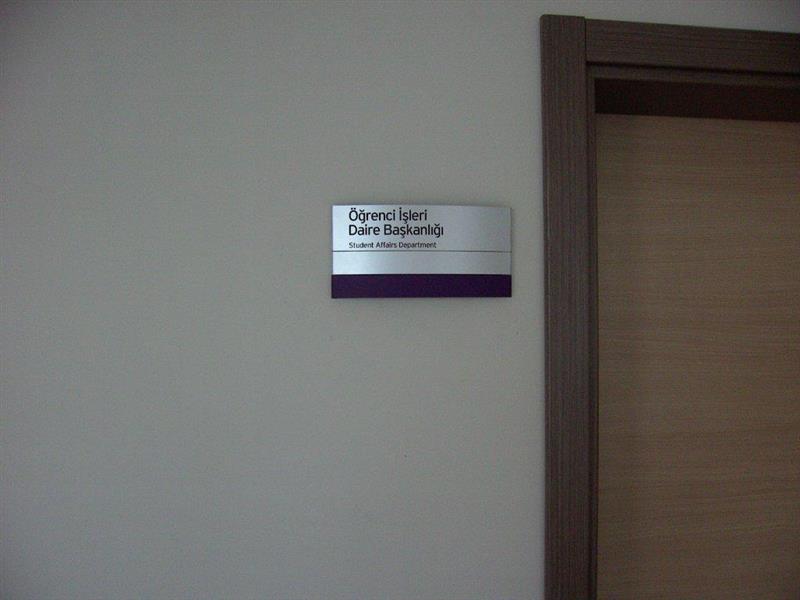 Öğrenci İşleri
Daire Başkanlığı
Student Affairs Department